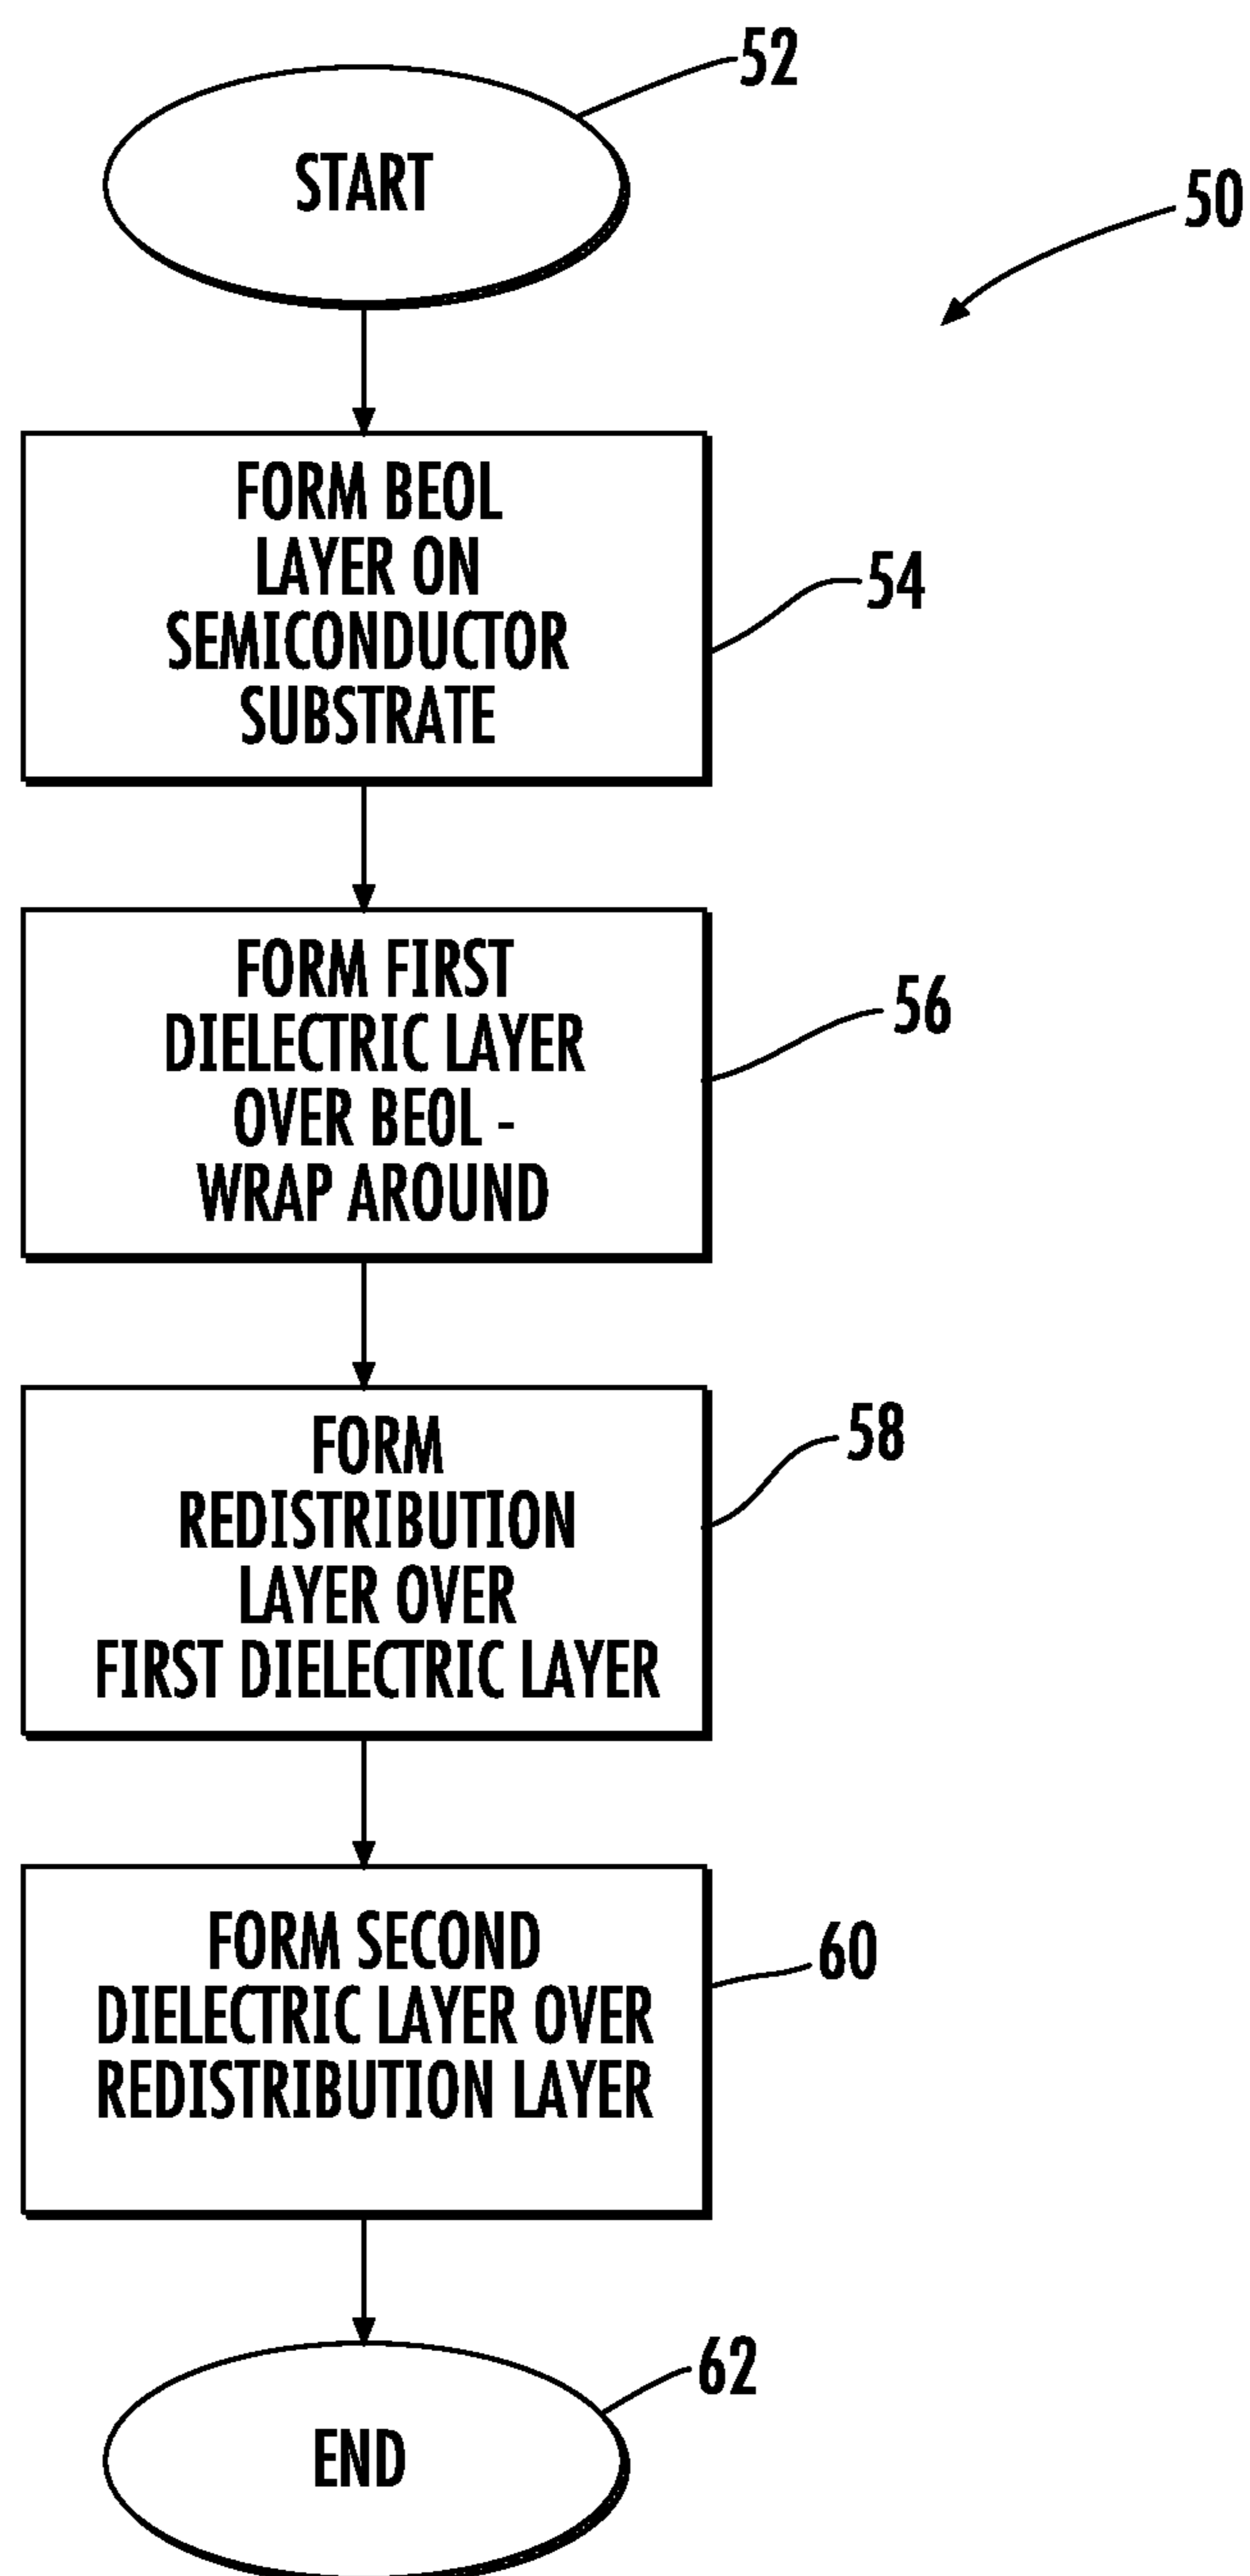 52
START
50
FORM BEOL
LAYER ON
SEMICONDUCTOR
SUBSTRATE
54
FORM FIRST
DIELECTRIC LAYER
OVER BEOL -
WRAP AROUND
56
FORM
REDISTRIBUTION
LAYER OVER
FIRST DIELECTRIC LAYER
58
FORM SECOND
DIELECTRIC LAYER OVER
REDISTRIBUTION LAYER
60
62
END